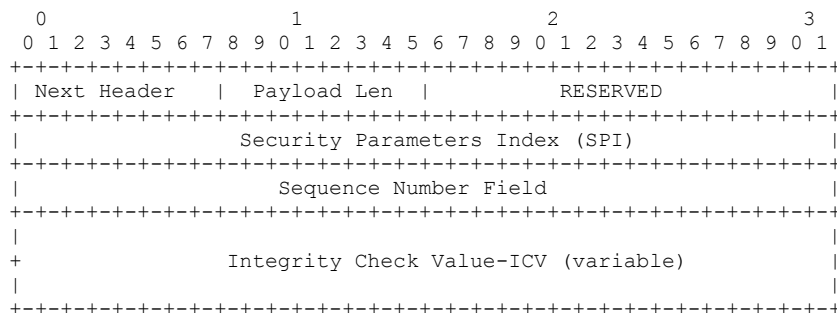 0                   1                   2                   3
 0 1 2 3 4 5 6 7 8 9 0 1 2 3 4 5 6 7 8 9 0 1 2 3 4 5 6 7 8 9 0 1
+-+-+-+-+-+-+-+-+-+-+-+-+-+-+-+-+-+-+-+-+-+-+-+-+-+-+-+-+-+-+-+-+
| Next Header   |  Payload Len  |          RESERVED             |
+-+-+-+-+-+-+-+-+-+-+-+-+-+-+-+-+-+-+-+-+-+-+-+-+-+-+-+-+-+-+-+-+
|                 Security Parameters Index (SPI)               |
+-+-+-+-+-+-+-+-+-+-+-+-+-+-+-+-+-+-+-+-+-+-+-+-+-+-+-+-+-+-+-+-+
|                    Sequence Number Field                      |
+-+-+-+-+-+-+-+-+-+-+-+-+-+-+-+-+-+-+-+-+-+-+-+-+-+-+-+-+-+-+-+-+
|                                                               |
+                Integrity Check Value-ICV (variable)           |
|                                                               |
+-+-+-+-+-+-+-+-+-+-+-+-+-+-+-+-+-+-+-+-+-+-+-+-+-+-+-+-+-+-+-+-+